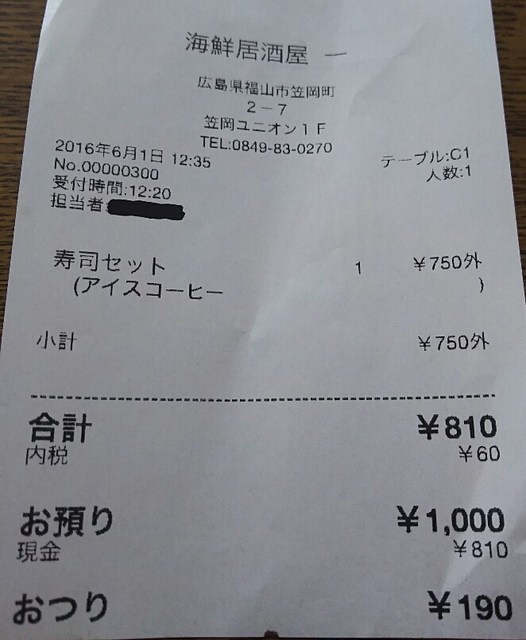 海鮮居酒屋 一
広島県福山市笠岡町
２－７
笠岡ユニオン１Ｆ
TEL:0849-83-0270
2016年6月1日 12:35 テーブル:C1
No.00000300 人数:1
受付時間:12:20
担当者:
寿司セット 1 ¥750外
(アイスコーヒー )
小計 ¥750外
合計 ¥810
内税 ¥60
お預り ¥1,000
現金 ¥810
おつり ¥190